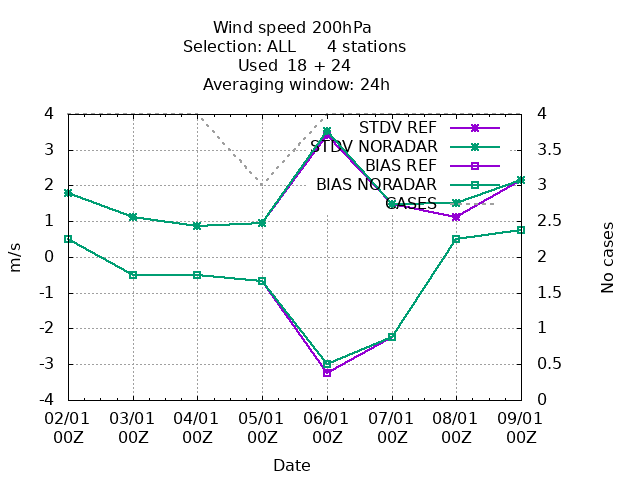 Wind speed 200hPa
Selection: ALL 4 stations
Used 18 + 24
Averaging window: 24h
4 4
STDV REF
3 3.5
STDV NORADAR
BIAS REF
2 3
BIAS NORADAR
CASES
1 2.5
m/s
0 2
No cases
-1 1.5
-2 1
-3 0.5
-4 0
02/01 03/01 04/01 05/01 06/01 07/01 08/01 09/01
00Z 00Z 00Z 00Z 00Z 00Z 00Z 00Z
Date